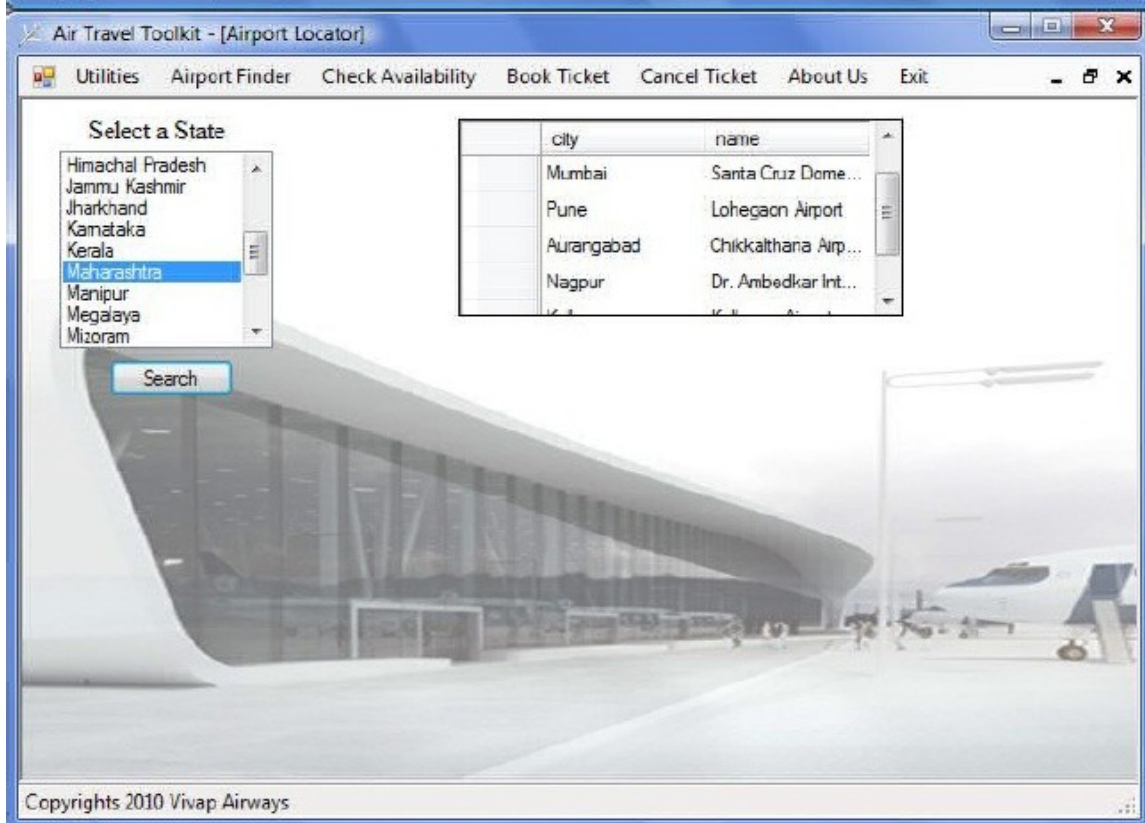 Air Travel Toolkit - [Airport Locator]
Utilities Airport Finder Check Availability Book Ticket Cancel Ticket About Us Exit
Select a State
Himachal Pradesh
Jammu Kashmir
Jharkhand
Karnataka
Kerala
Maharashtra
Manipur
Megalaya
Mizoram
Search
city name
Mumbai Santa Cruz Dome...
Pune Lohegaon Airport
Aurangabad Chikkalthana Airp...
Nagpur Dr. Ambedkar Int...
Copyrights 2010 Vivap Airways